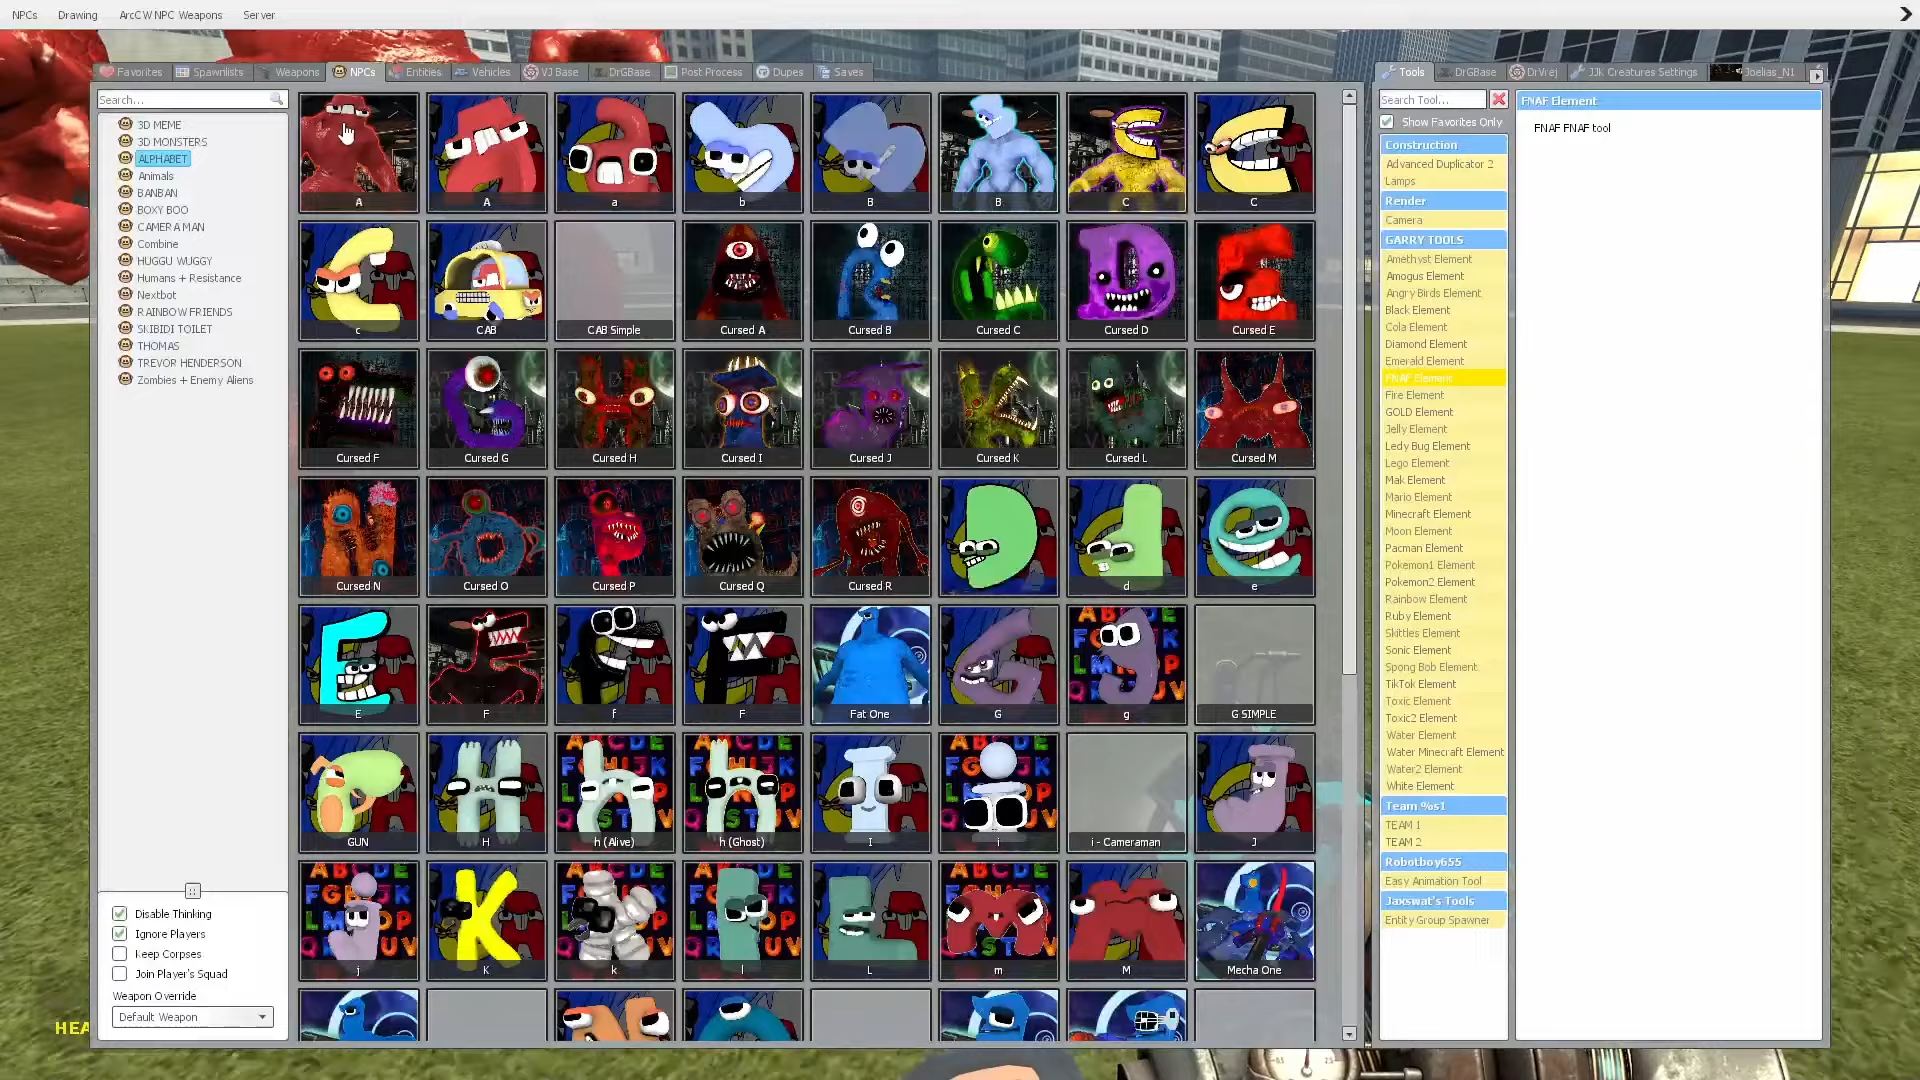 NPCs Drawing ArcCW NPC Weapons Server
Favorites Spawnlists Weapons NPCs Entities Vehicles VJ Base DrGBase Post Process Dupes Saves
Tools DrGBase DrVrej JJk Creatures Settings Joelias_N1
Search...
3D MEME
3D MONSTERS
ALPHABET
Animals
BANBAN
BOXY BOO
CAMERA MAN
Combine
HUGGU WUGGY
Humans + Resistance
Nextbot
RAINBOW FRIENDS
SKIBIDI TOILET
THOMAS
TREVOR HENDERSON
Zombies + Enemy Aliens
Disable Thinking
Ignore Players
Keep Corpses
Join Player's Squad
Weapon Override
Default Weapon
HEA
A A a b B B C C
c CAB CAB Simple Cursed A Cursed B Cursed C Cursed D Cursed E
Cursed F Cursed G Cursed H Cursed I Cursed J Cursed K Cursed L Cursed M
Cursed N Cursed O Cursed P Cursed Q Cursed R D d e
E F f F Fat One G g G SIMPLE
GUN H h (Alive) h (Ghost) I i i - Cameraman J
j K k l L m M Mecha One
Search Tool...
Show Favorites Only
Construction
Advanced Duplicator 2
Lamps
Render
Camera
GARRY TOOLS
Amethyst Element
Amogus Element
Angry Birds Element
Black Element
Cola Element
Diamond Element
Emerald Element
FNAF Element
Fire Element
GOLD Element
Jelly Element
Ledy Bug Element
Lego Element
Mak Element
Mario Element
Minecraft Element
Moon Element
Pacman Element
Pokemon1 Element
Pokemon2 Element
Rainbow Element
Ruby Element
Skittles Element
Sonic Element
Spong Bob Element
TikTok Element
Toxic Element
Toxic2 Element
Water Element
Water Minecraft Element
Water2 Element
White Element
Team %s1
TEAM 1
TEAM 2
Robotboy655
Easy Animation Tool
Jaxswat's Tools
Entity Group Spawner
FNAF Element
FNAF FNAF tool